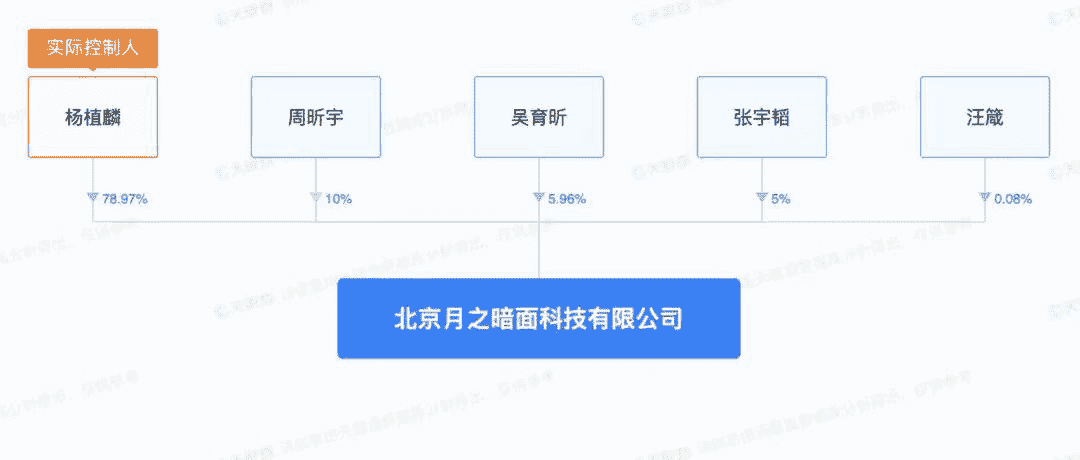 实际控制人
杨植麟
周昕宇
吴育昕
张宇韬
汪箴
78.97%
10%
5.96%
5%
0.08%
北京月之暗面科技有限公司